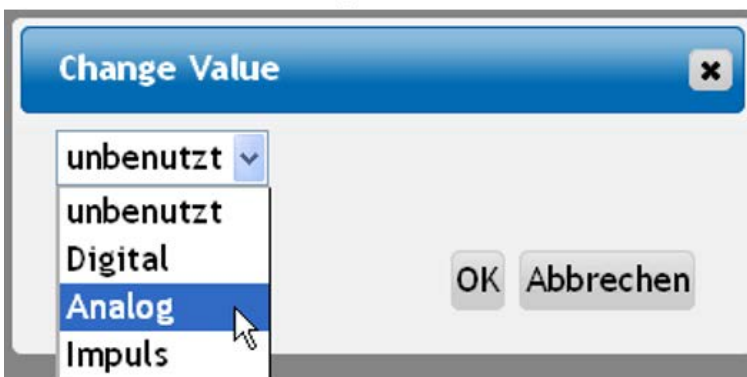 Change Value
unbenutzt
unbenutzt
Digital
Analog
Impuls
OK Abbrechen